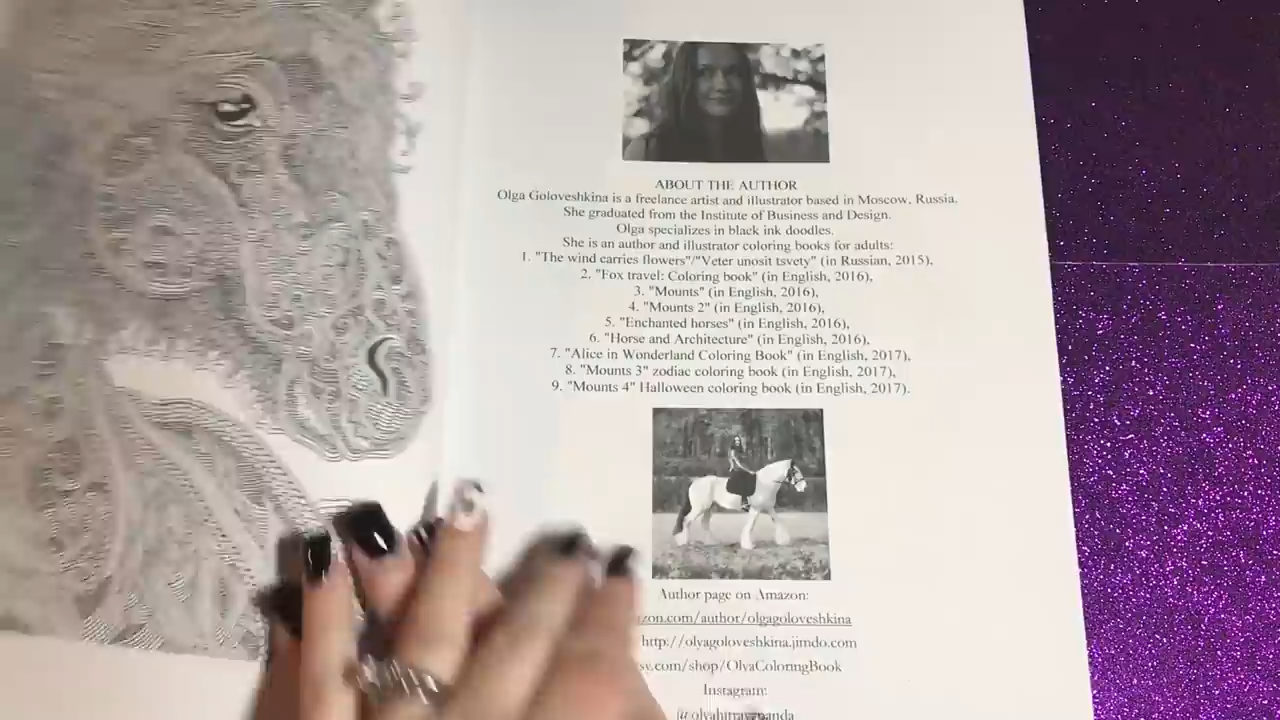 ABOUT THE AUTHOR
Olga Goloveshkina is a freelance artist and illustrator based in Moscow, Russia.
She graduated from the Institute of Business and Design.
Olga specializes in black ink doodles.
She is an author and illustrator coloring books for adults:
1. "The wind carries flowers"/"Veter unosit tsvety" (in Russian, 2015),
2. "Fox travel: Coloring book" (in English, 2016),
3. "Mounts" (in English, 2016),
4. "Mounts 2" (in English, 2016),
5. "Enchanted horses" (in English, 2016),
6. "Horse and Architecture" (in English, 2016),
7. "Alice in Wonderland Coloring Book" (in English, 2017),
8. "Mounts 3" zodiac coloring book (in English, 2017),
9. "Mounts 4" Halloween coloring book (in English, 2017).
Author page on Amazon:
zon.com/author/olgagoloveshkina
http://olyagoloveshkina.jimdo.com
sy.com/shop/OlyaColoringBook
Instagram: